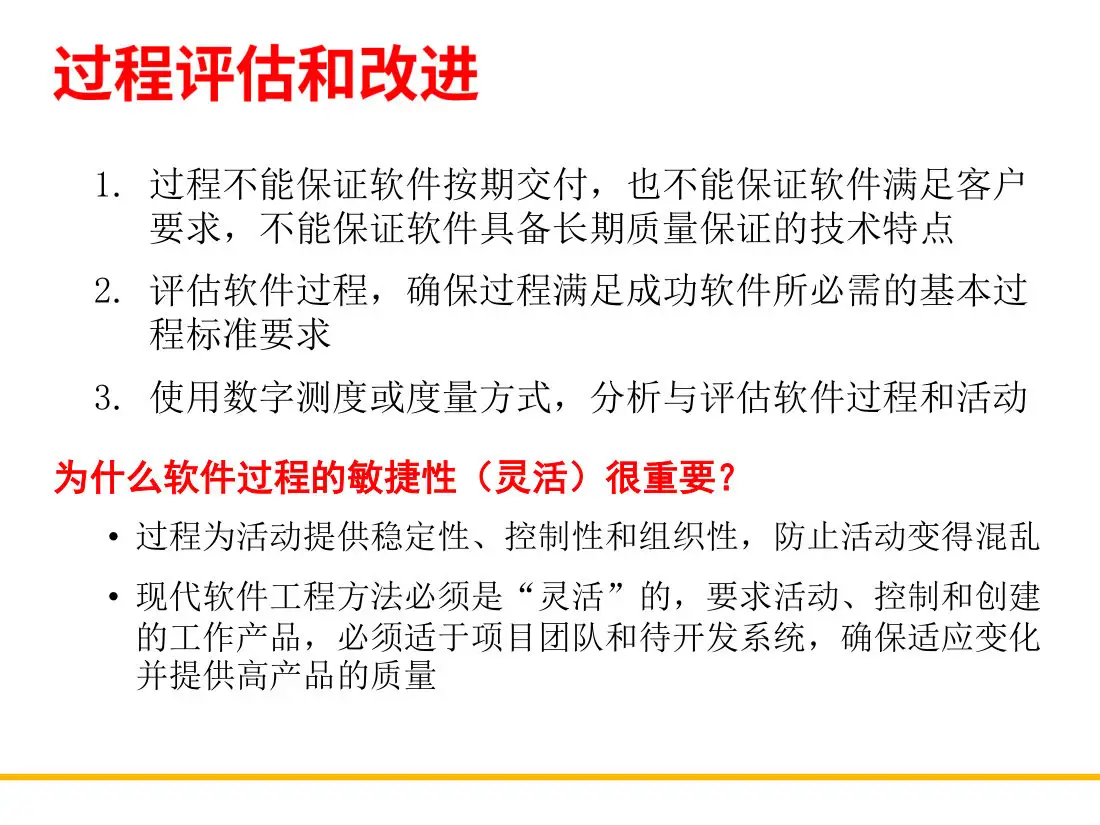 过程评估和改进
1. 过程不能保证软件按期交付，也不能保证软件满足客户
要求，不能保证软件具备长期质量保证的技术特点
2. 评估软件过程，确保过程满足成功软件所必需的基本过
程标准要求
3. 使用数字测度或度量方式，分析与评估软件过程和活动
为什么软件过程的敏捷性（灵活）很重要？
• 过程为活动提供稳定性、控制性和组织性，防止活动变得混乱
• 现代软件工程方法必须是“灵活”的，要求活动、控制和创建
的工作产品，必须适于项目团队和待开发系统，确保适应变化
并提供高产品的质量